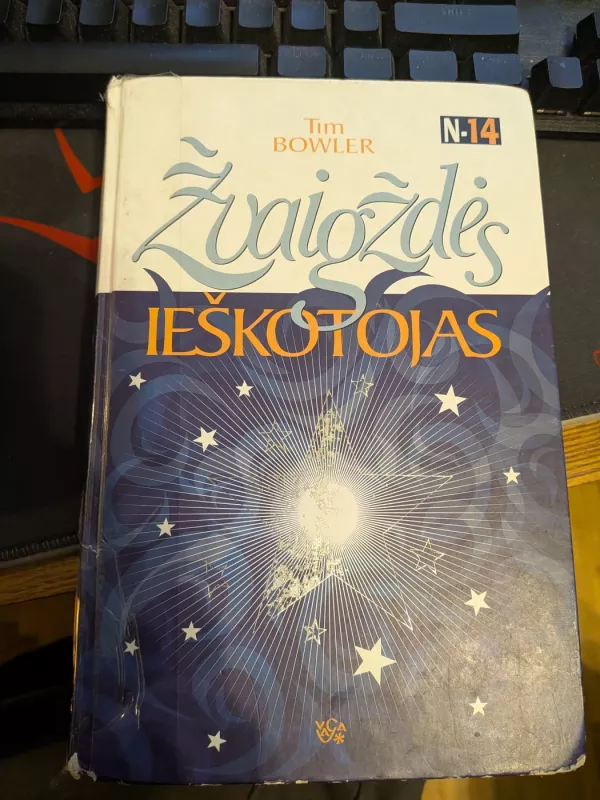 Tim
BOWLER
N-14
Žvaigždės
IEŠKOTOJAS